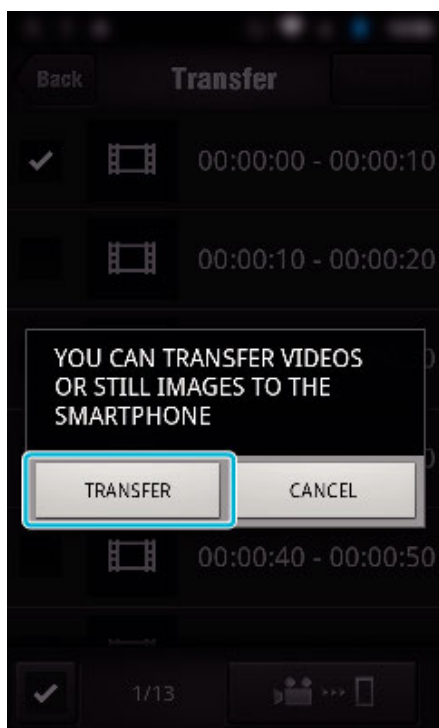 Back
Transfer
00:00:00 - 00:00:10
00:00:10 - 00:00:20
YOU CAN TRANSFER VIDEOS
OR STILL IMAGES TO THE
SMARTPHONE
TRANSFER
CANCEL
00:00:40 - 00:00:50
1/13